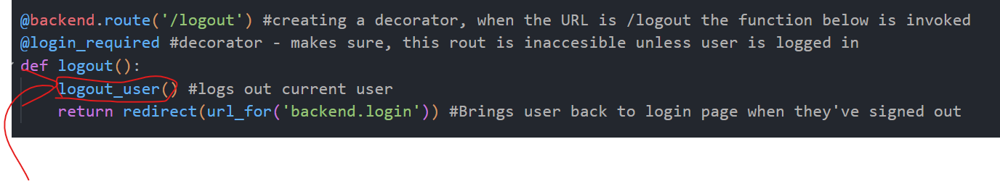 @backend.route('/logout') #creating a decorator, when the URL is /logout the function below is invoked
@login_required #decorator - makes sure, this rout is inaccesible unless user is logged in
def logout():
logout_user() #logs out current user
return redirect(url_for('backend.login')) #Brings user back to login page when they've signed out